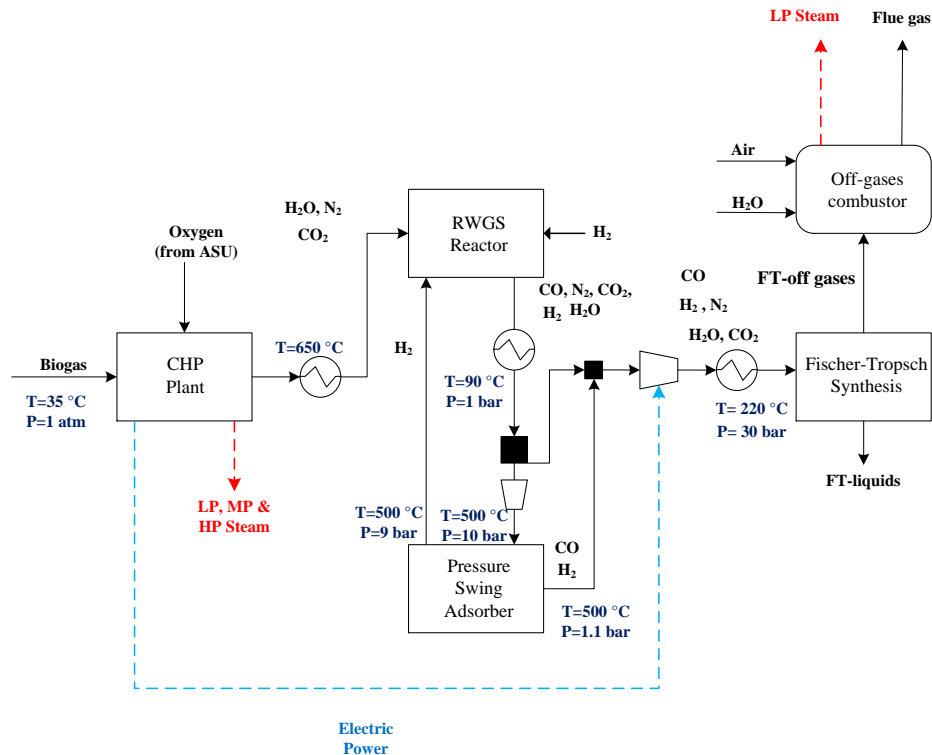 LP Steam
Flue gas
Air
H₂O
Off-gases
combustor
H₂O, N₂
CO₂
RWGS
Reactor
H₂
Oxygen
(from ASU)
CO
H₂ , N₂
H₂O, CO₂
FT-off gases
CO, N₂, CO₂,
H₂ H₂O
Biogas
T=35 °C
P=1 atm
CHP
Plant
T=650 °C
H₂
T=90 °C
P=1 bar
T= 220 °C
P= 30 bar
Fischer-Tropsch
Synthesis
FT-liquids
LP, MP &
HP Steam
T=500 °C
P=9 bar
T=500 °C
P=10 bar
CO
H₂
Pressure
Swing
Adsorber
T=500 °C
P=1.1 bar
Electric
Power